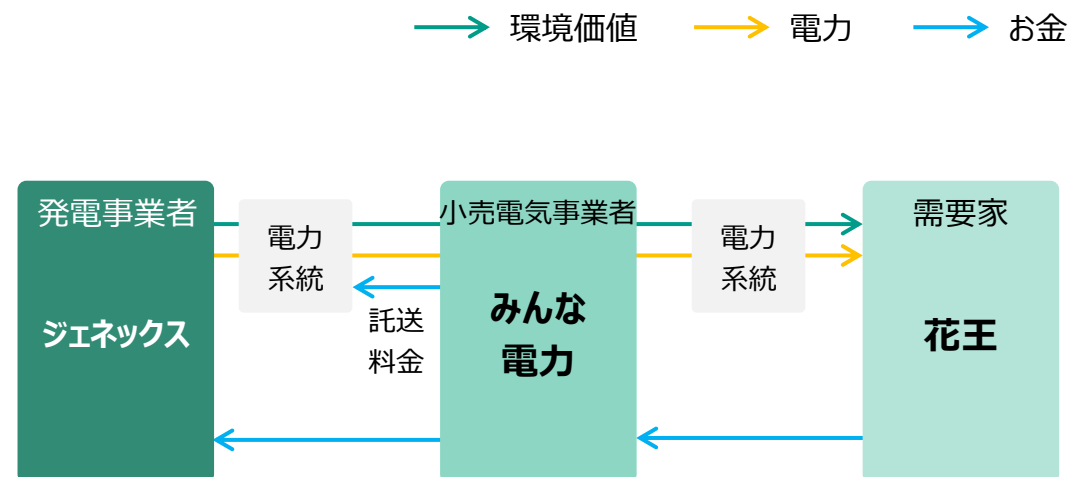 環境価値 電力 お金
発電事業者
ジェネックス
電力
系統
託送
料金
小売電気事業者
みんな
電力
電力
系統
需要家
花王